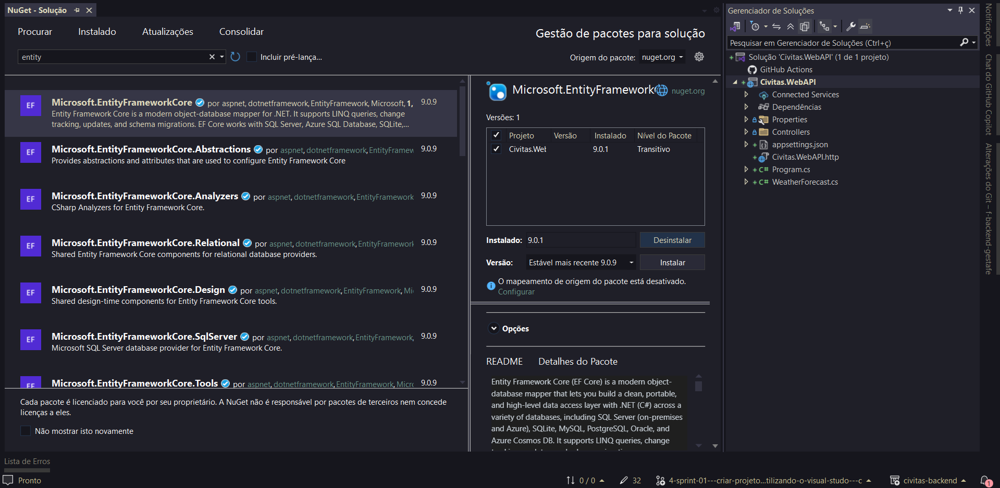 NuGet - Solução
Procurar
Instalado
Atualizações
Consolidar
Gestão de pacotes para solução
entity
Incluir pré-lança...
Origem do pacote:
nuget.org
EF
Microsoft.EntityFrameworkCore por aspnet, dotnetframework, EntityFramework, Microsoft, 1, 9.0.9
Entity Framework Core is a modern object-database mapper for .NET. It supports LINQ queries, change
tracking, updates, and schema migrations. EF Core works with SQL Server, Azure SQL Database, SQLite,...
EF
Microsoft.EntityFrameworkCore.Abstractions por aspnet, dotnetframework, EntityFramew 9.0.9
Provides abstractions and attributes that are used to configure Entity Framework Core
EF
Microsoft.EntityFrameworkCore.Analyzers por aspnet, dotnetframework, EntityFramework 9.0.9
CSharp Analyzers for Entity Framework Core.
EF
Microsoft.EntityFrameworkCore.Relational por aspnet, dotnetframework, EntityFramework 9.0.9
Shared Entity Framework Core components for relational database providers.
EF
Microsoft.EntityFrameworkCore.Design por aspnet, dotnetframework, EntityFramework, Mi 9.0.9
Shared design-time components for Entity Framework Core tools.
EF
Microsoft.EntityFrameworkCore.SqlServer por aspnet, dotnetframework, EntityFramework, 9.0.9
Microsoft SQL Server database provider for Entity Framework Core.
EF
Microsoft.EntityFrameworkCore.Tools por aspnet, dotnetframework, EntityFramework, Micro 9.0.9
Cada pacote é licenciado para você por seu proprietário. A NuGet não é responsável por pacotes de terceiros nem concede
licenças a eles.
Não mostrar isto novamente
Microsoft.EntityFramework
nuget.org
Versões: 1
Projeto Versão Instalado Nível do Pacote
Civitas.Web 9.0.1 Transitivo
Instalado: 9.0.1 Desinstalar
Versão: Estável mais recente 9.0.9 Instalar
O mapeamento de origem do pacote está desativado.
Configurar
Opções
README
Detalhes do Pacote
Entity Framework Core (EF Core) is a modern object-
database mapper that lets you build a clean, portable,
and high-level data access layer with .NET (C#) across a
variety of databases, including SQL Server (on-premises
and Azure), SQLite, MySQL, PostgreSQL, Oracle, and
Azure Cosmos DB. It supports LINQ queries, change
Gerenciador de Soluções
Pesquisar em Gerenciador de Soluções (Ctrl+ç)
Solução 'Civitas.WebAPI' (1 de 1 projeto)
GitHub Actions
Civitas.WebAPI
Connected Services
Dependências
Properties
Controllers
appsettings.json
Civitas.WebAPI.http
C# Program.cs
C# WeatherForecast.cs
Notificações
Chat do GitHub Copilot
Alterações do Git – f-backend-gestafe
Lista de Erros
Pronto
0 / 0
32
4-sprint-01---criar-projeto...tilizando-o-visual-studo---c
civitas-backend
1